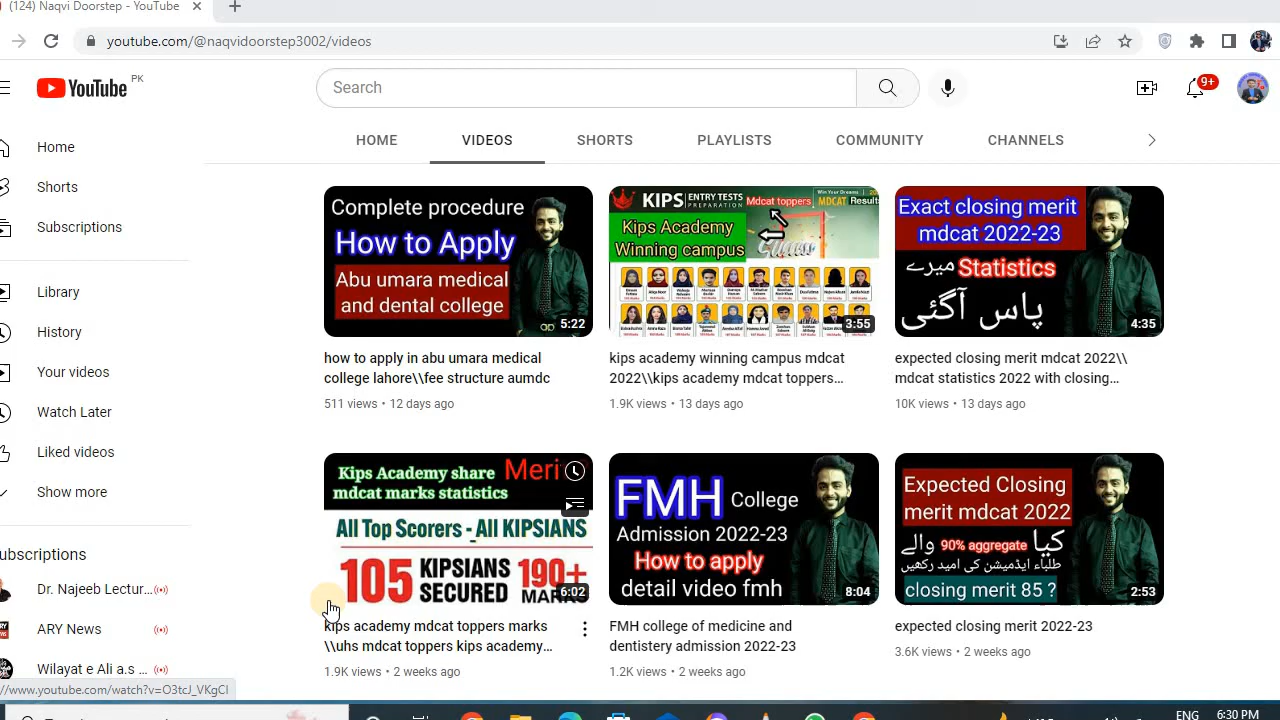 (124) Naqvi Doorstep - YouTube
youtube.com/@naqvidoorstep3002/videos
YouTube PK
Search
9+
HOME VIDEOS SHORTS PLAYLISTS COMMUNITY CHANNELS
Home
Shorts
Subscriptions
Library
History
Your videos
Watch Later
Liked videos
Show more
ubscriptions
Dr. Najeeb Lectur...
ARY News
Wilayat e Ali a.s ...
Complete procedure
How to Apply
Abu umara medical
and dental college
5:22
how to apply in abu umara medical
college lahore\\fee structure aumdc
511 views • 12 days ago
KIPS ENTRY TESTS PREPARATION
Mdcat toppers
MDCAT Results
Kips Academy
Winning campus
3:55
kips academy winning campus mdcat
2022\\kips academy mdcat toppers…
1.9K views • 13 days ago
Exact closing merit
mdcat 2022-23
میرے Statistics
پاس آگئی
4:35
expected closing merit mdcat 2022\\
mdcat statistics 2022 with closing…
10K views • 13 days ago
Kips Academy share Meri
mdcat marks statistics
All Top Scorers - All KIPSIANS
105 KIPSIANS SECURED 190+ MARKS
6:02
kips academy mdcat toppers marks
\\uhs mdcat toppers kips academy…
1.9K views • 2 weeks ago
FMH College
Admission 2022-23
How to apply
detail video fmh
8:04
FMH college of medicine and
dentistery admission 2022-23
1.2K views • 2 weeks ago
Expected Closing
merit mdcat 2022
کیا 90% aggregate والے
طلباء ایڈمیشن کی امید رکھیں
closing merit 85 ?
2:53
expected closing merit 2022-23
3.6K views • 2 weeks ago
//www.youtube.com/watch?v=O3tcJ_VKgCI
ENG
6:30 PM